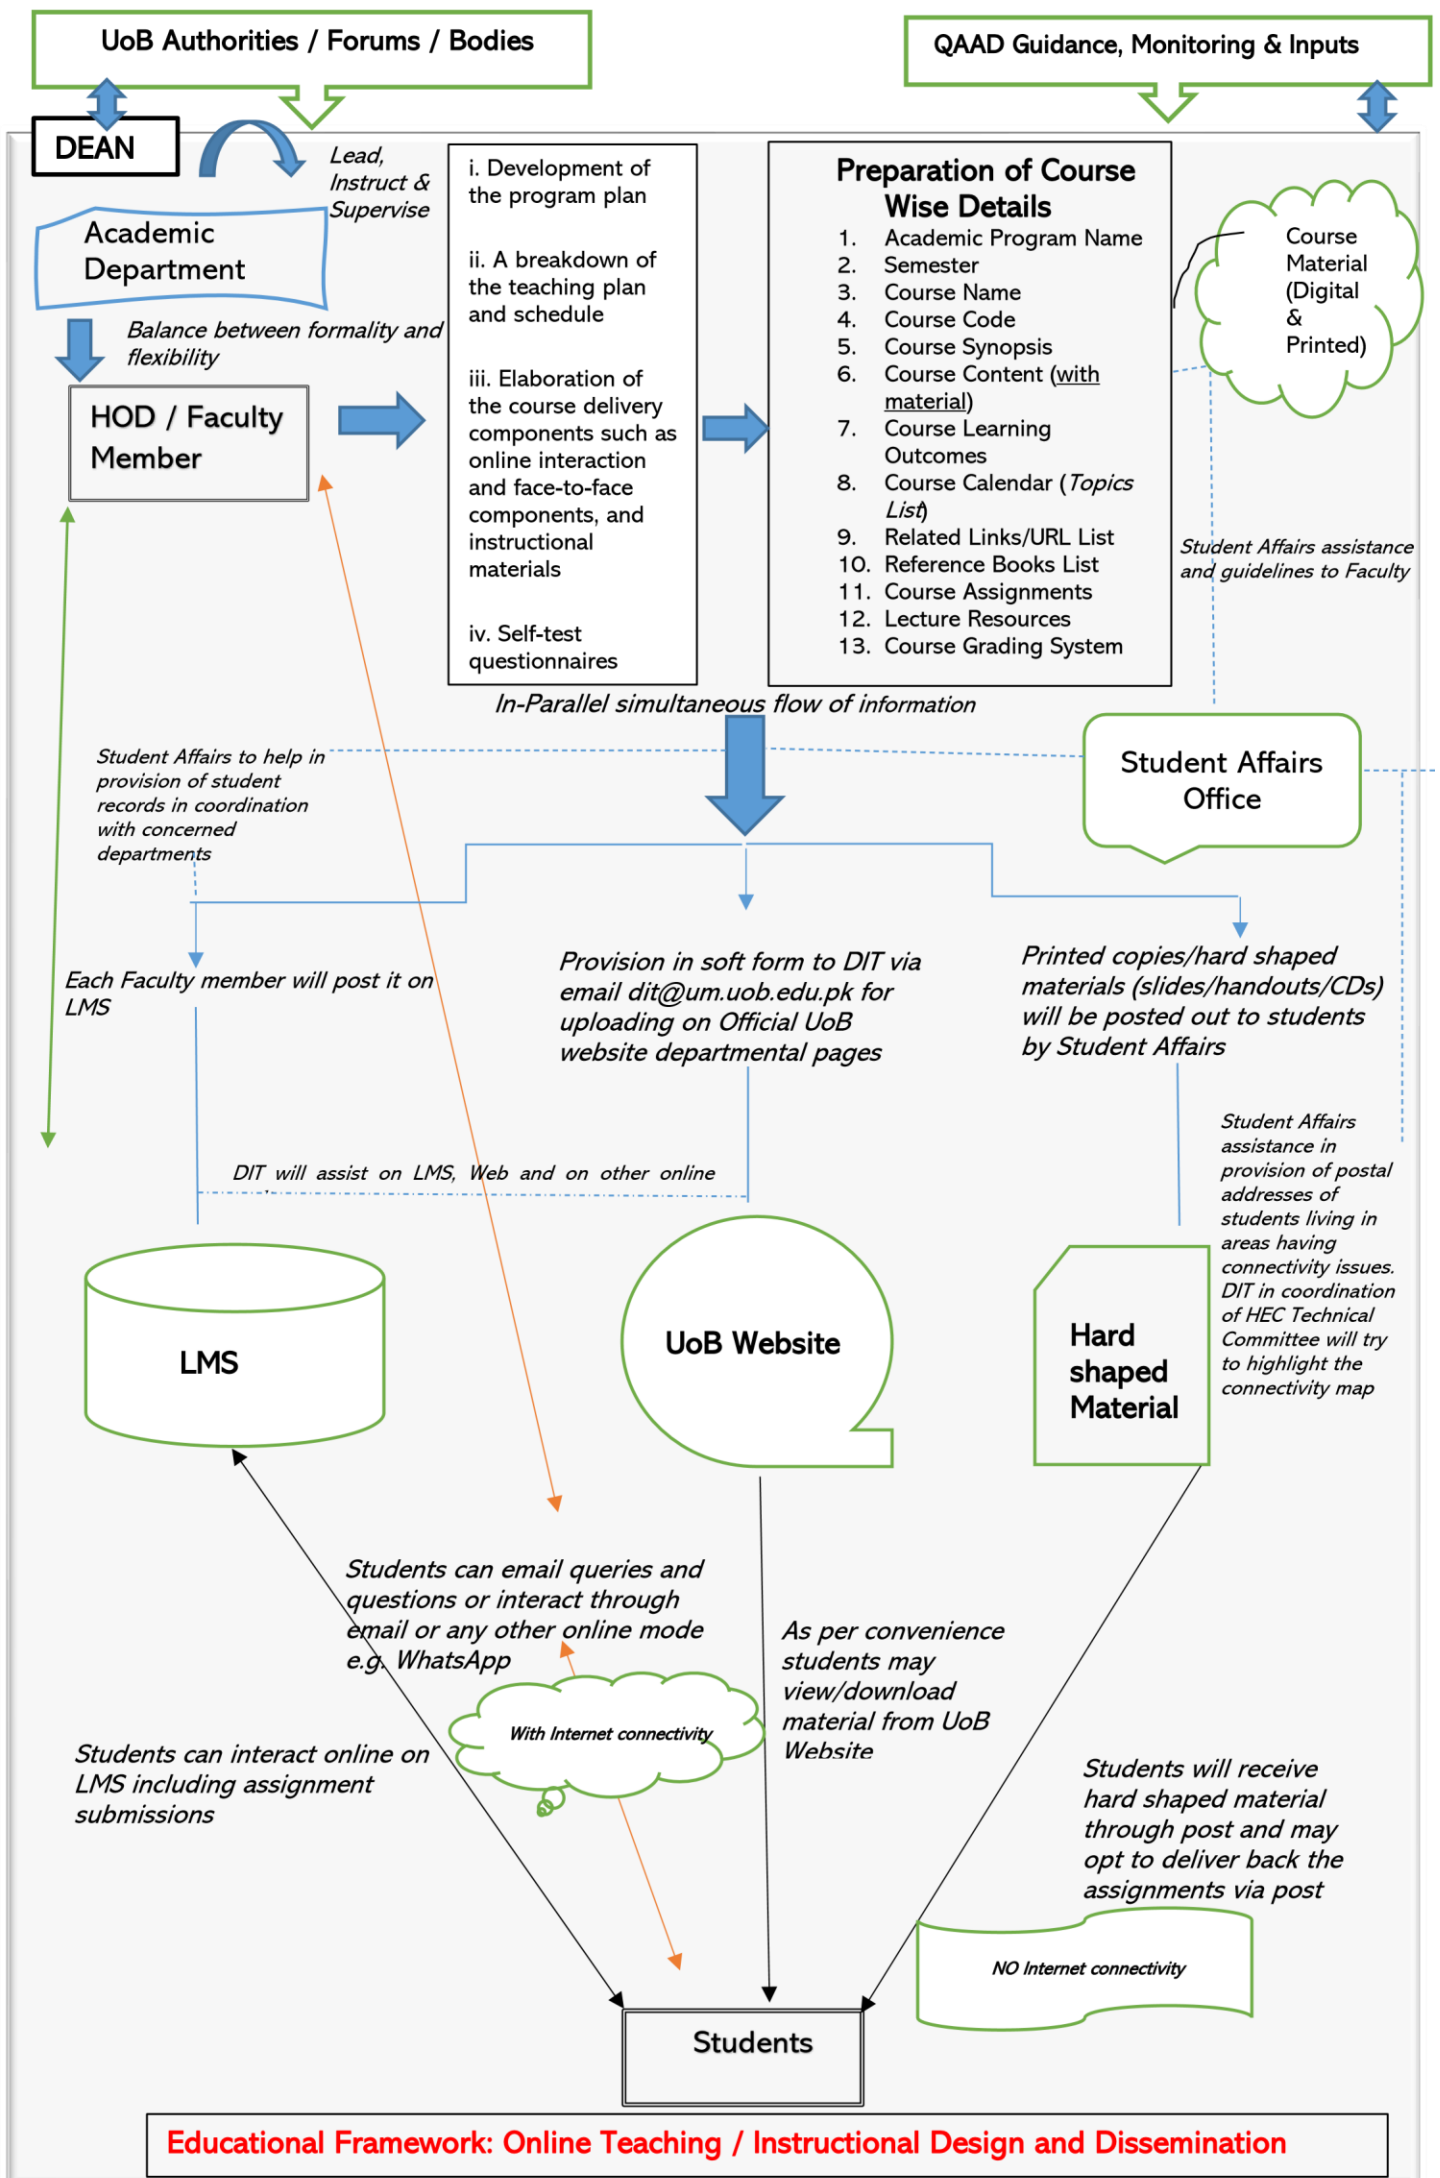 UoB Authorities / Forums / Bodies
QAAD Guidance, Monitoring & Inputs
DEAN
Lead,
Instruct &
Supervise
Academic
Department
Balance between formality and
flexibility
HOD / Faculty
Member
i. Development of
the program plan
ii. A breakdown of
the teaching plan
and schedule
iii. Elaboration of
the course delivery
components such as
online interaction
and face-to-face
components, and
instructional
materials
iv. Self-test
questionnaires
Preparation of Course
Wise Details
1. Academic Program Name
2. Semester
3. Course Name
4. Course Code
5. Course Synopsis
6. Course Content (with
material)
7. Course Learning
Outcomes
8. Course Calendar (Topics
List)
9. Related Links/URL List
10. Reference Books List
11. Course Assignments
12. Lecture Resources
13. Course Grading System
Course
Material
(Digital
&
Printed)
Student Affairs assistance
and guidelines to Faculty
In-Parallel simultaneous flow of information
Student Affairs to help in
provision of student
records in coordination
with concerned
departments
Student Affairs
Office
Each Faculty member will post it on
LMS
Provision in soft form to DIT via
email dit@um.uob.edu.pk for
uploading on Official UoB
website departmental pages
Printed copies/hard shaped
materials (slides/handouts/CDs)
will be posted out to students
by Student Affairs
Student Affairs
assistance in
provision of postal
addresses of
students living in
areas having
connectivity issues.
DIT in coordination
of HEC Technical
Committee will try
to highlight the
connectivity map
DIT will assist on LMS, Web and on other online
LMS
UoB Website
Hard
shaped
Material
Students can email queries and
questions or interact through
email or any other online mode
e.g. WhatsApp
As per convenience
students may
view/download
material from UoB
Website
With Internet connectivity
Students can interact online on
LMS including assignment
submissions
Students will receive
hard shaped material
through post and may
opt to deliver back the
assignments via post
NO Internet connectivity
Students
Educational Framework: Online Teaching / Instructional Design and Dissemination